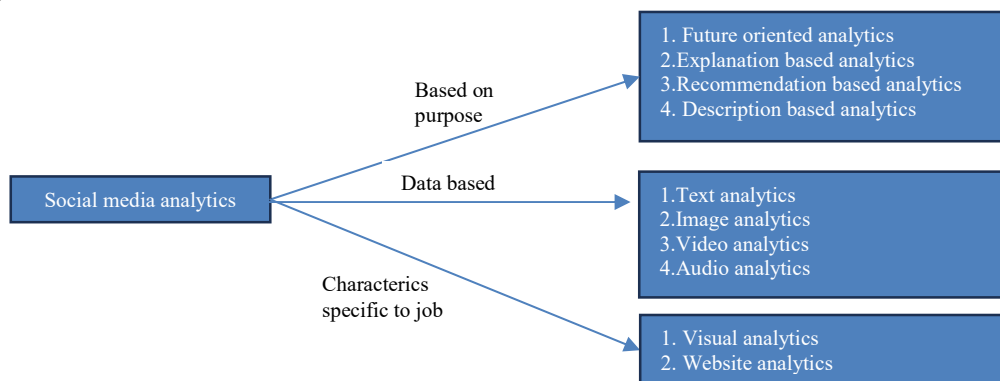 Social media analytics
Based on
purpose
1. Future oriented analytics
2.Explanation based analytics
3.Recommendation based analytics
4. Description based analytics
Data based
1.Text analytics
2.Image analytics
3.Video analytics
4.Audio analytics
Characterics
specific to job
1. Visual analytics
2. Website analytics